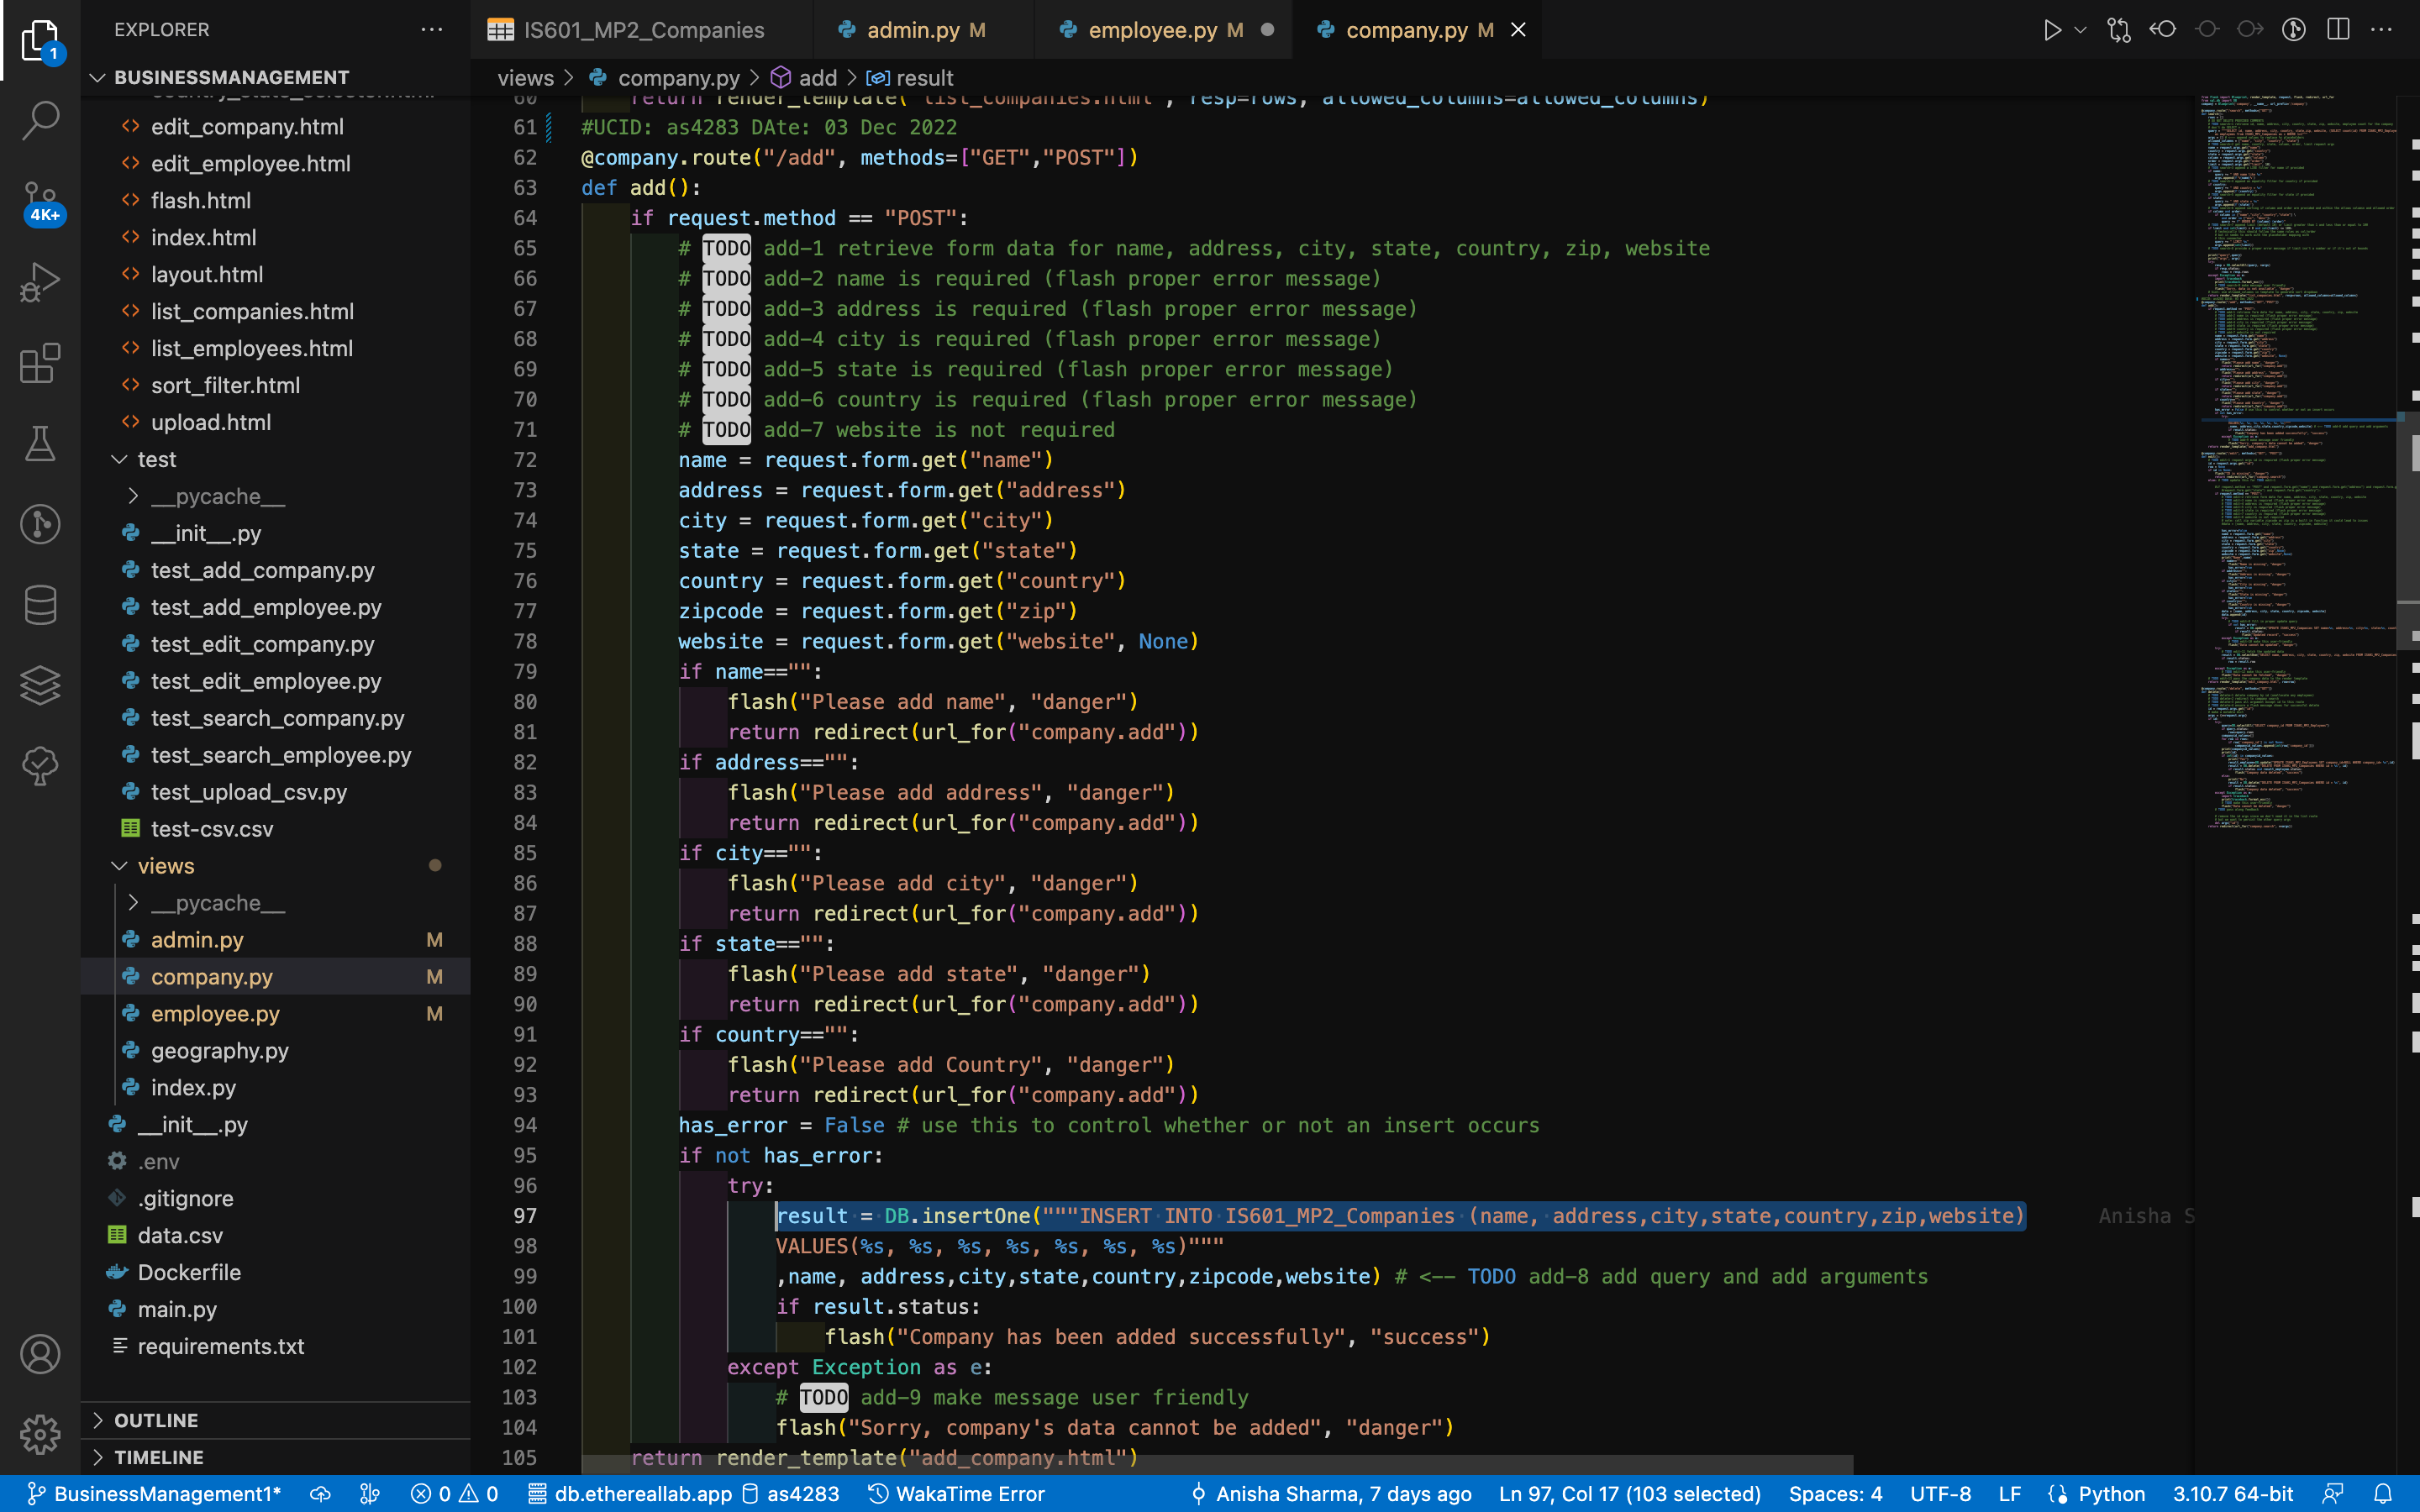 EXPLORER
IS601_MP2_Companies
admin.py M
employee.py M
company.py M
BUSINESSMANAGEMENT
views > company.py > add > result
1
4K+
edit_company.html
edit_employee.html
flash.html
index.html
layout.html
list_companies.html
list_employees.html
sort_filter.html
upload.html
test
__pycache__
__init__.py
test_add_company.py
test_add_employee.py
test_edit_company.py
test_edit_employee.py
test_search_company.py
test_search_employee.py
test_upload_csv.py
test-csv.csv
views
__pycache__
admin.py M
company.py M
employee.py M
geography.py
index.py
__init__.py
.env
.gitignore
data.csv
Dockerfile
main.py
requirements.txt
OUTLINE
TIMELINE
60 return render_template("list_companies.html", resp=rows, allowed_columns=allowed_columns)
61 #UCID: as4283 DAte: 03 Dec 2022
62 @company.route("/add", methods=["GET","POST"])
63 def add():
64 if request.method == "POST":
65 # TODO add-1 retrieve form data for name, address, city, state, country, zip, website
66 # TODO add-2 name is required (flash proper error message)
67 # TODO add-3 address is required (flash proper error message)
68 # TODO add-4 city is required (flash proper error message)
69 # TODO add-5 state is required (flash proper error message)
70 # TODO add-6 country is required (flash proper error message)
71 # TODO add-7 website is not required
72 name = request.form.get("name")
73 address = request.form.get("address")
74 city = request.form.get("city")
75 state = request.form.get("state")
76 country = request.form.get("country")
77 zipcode = request.form.get("zip")
78 website = request.form.get("website", None)
79 if name=="":
80 flash("Please add name", "danger")
81 return redirect(url_for("company.add"))
82 if address=="":
83 flash("Please add address", "danger")
84 return redirect(url_for("company.add"))
85 if city=="":
86 flash("Please add city", "danger")
87 return redirect(url_for("company.add"))
88 if state=="":
89 flash("Please add state", "danger")
90 return redirect(url_for("company.add"))
91 if country=="":
92 flash("Please add Country", "danger")
93 return redirect(url_for("company.add"))
94 has_error = False # use this to control whether or not an insert occurs
95 if not has_error:
96 try:
97 result = DB.insertOne("""INSERT INTO IS601_MP2_Companies (name, address,city,state,country,zip,website) Anisha S
98 VALUES(%s, %s, %s, %s, %s, %s, %s)"""
99 ,name, address,city,state,country,zipcode,website) # <-- TODO add-8 add query and add arguments
100 if result.status:
101 flash("Company has been added successfully", "success")
102 except Exception as e:
103 # TODO add-9 make message user friendly
104 flash("Sorry, company's data cannot be added", "danger")
105 return render_template("add_company.html")
BusinessManagement1* 0 0 db.ethereallab.app as4283 WakaTime Error Anisha Sharma, 7 days ago Ln 97, Col 17 (103 selected) Spaces: 4 UTF-8 LF Python 3.10.7 64-bit